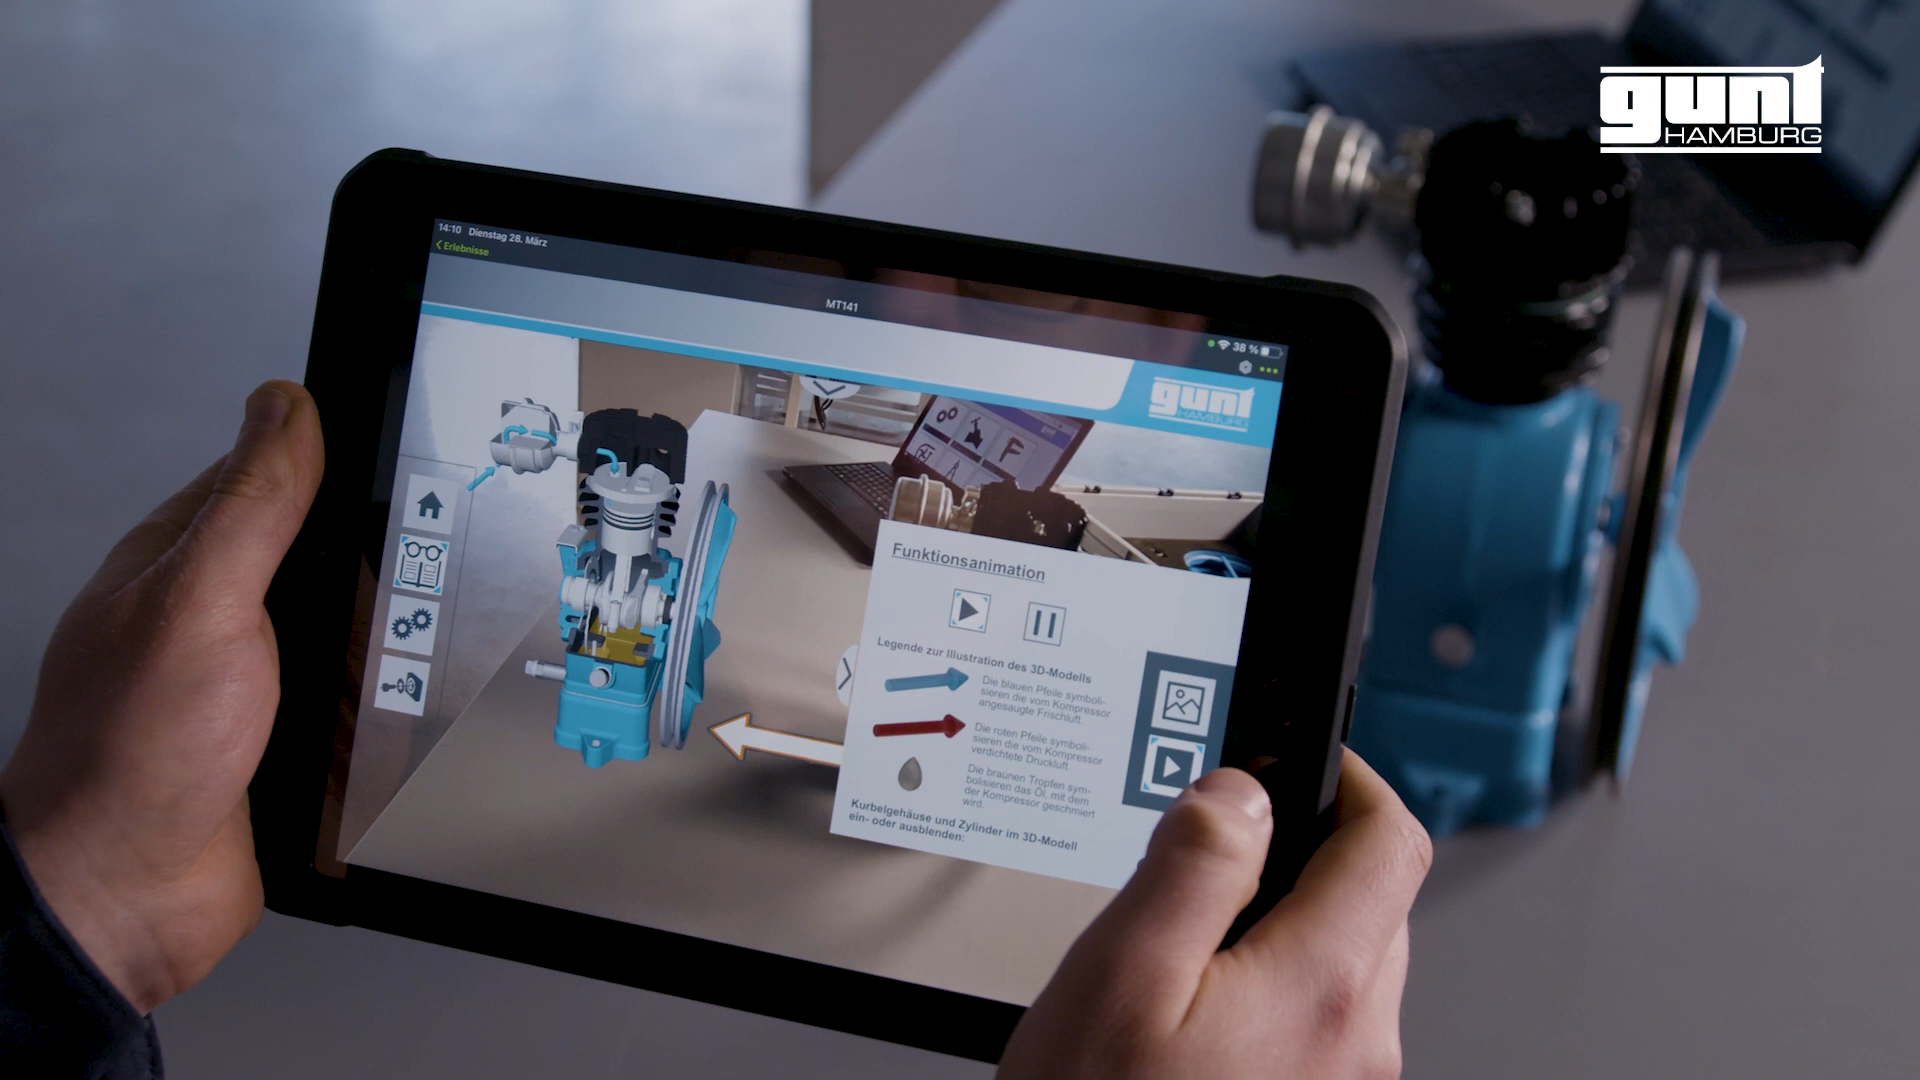 gunt
HAMBURG
14:10 Dienstag 28. März
Erlebnisse
MT141
38 %
gunt
HAMBURG
Funktionsanimation
Legende zur Illustration des 3D-Modells
Die blauen Pfeile symboli-
sieren die vom Kompressor
angesaugte Frischluft.
Die roten Pfeile symboli-
sieren die vom Kompressor
verdichtete Druckluft.
Die braunen Tropfen sym-
bolisieren das Öl, mit dem
der Kompressor geschmiert
wird.
Kurbelgehäuse und Zylinder im 3D-Modell
ein- oder ausblenden: